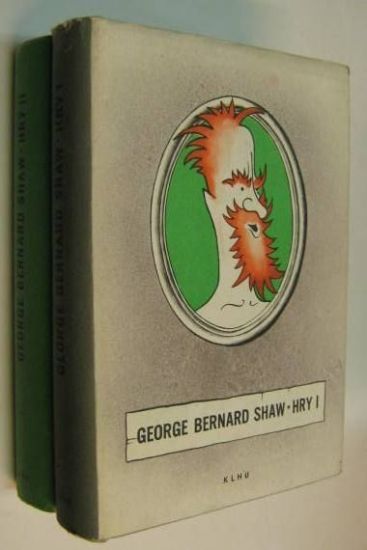 GEORGE BERNARD SHAW • HRY II
GEORGE BERNARD SHAW • HRY I
GEORGE BERNARD SHAW • HRY I
KLHU